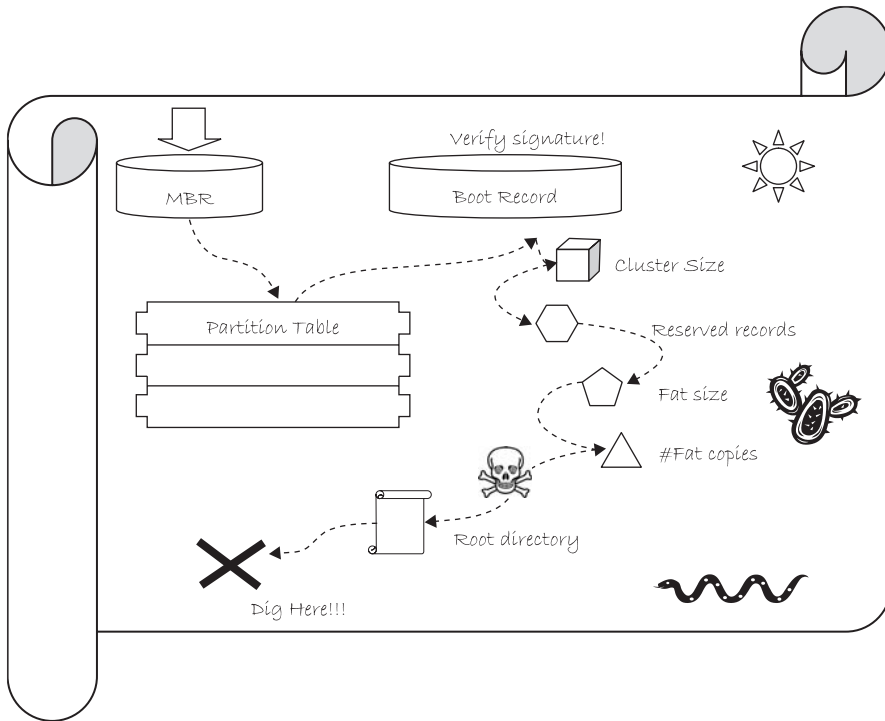 Verify signature!
MBR
Boot Record
Cluster Size
Partition Table
Reserved records
Fat size
#Fat copies
Root directory
Dig Here!!!